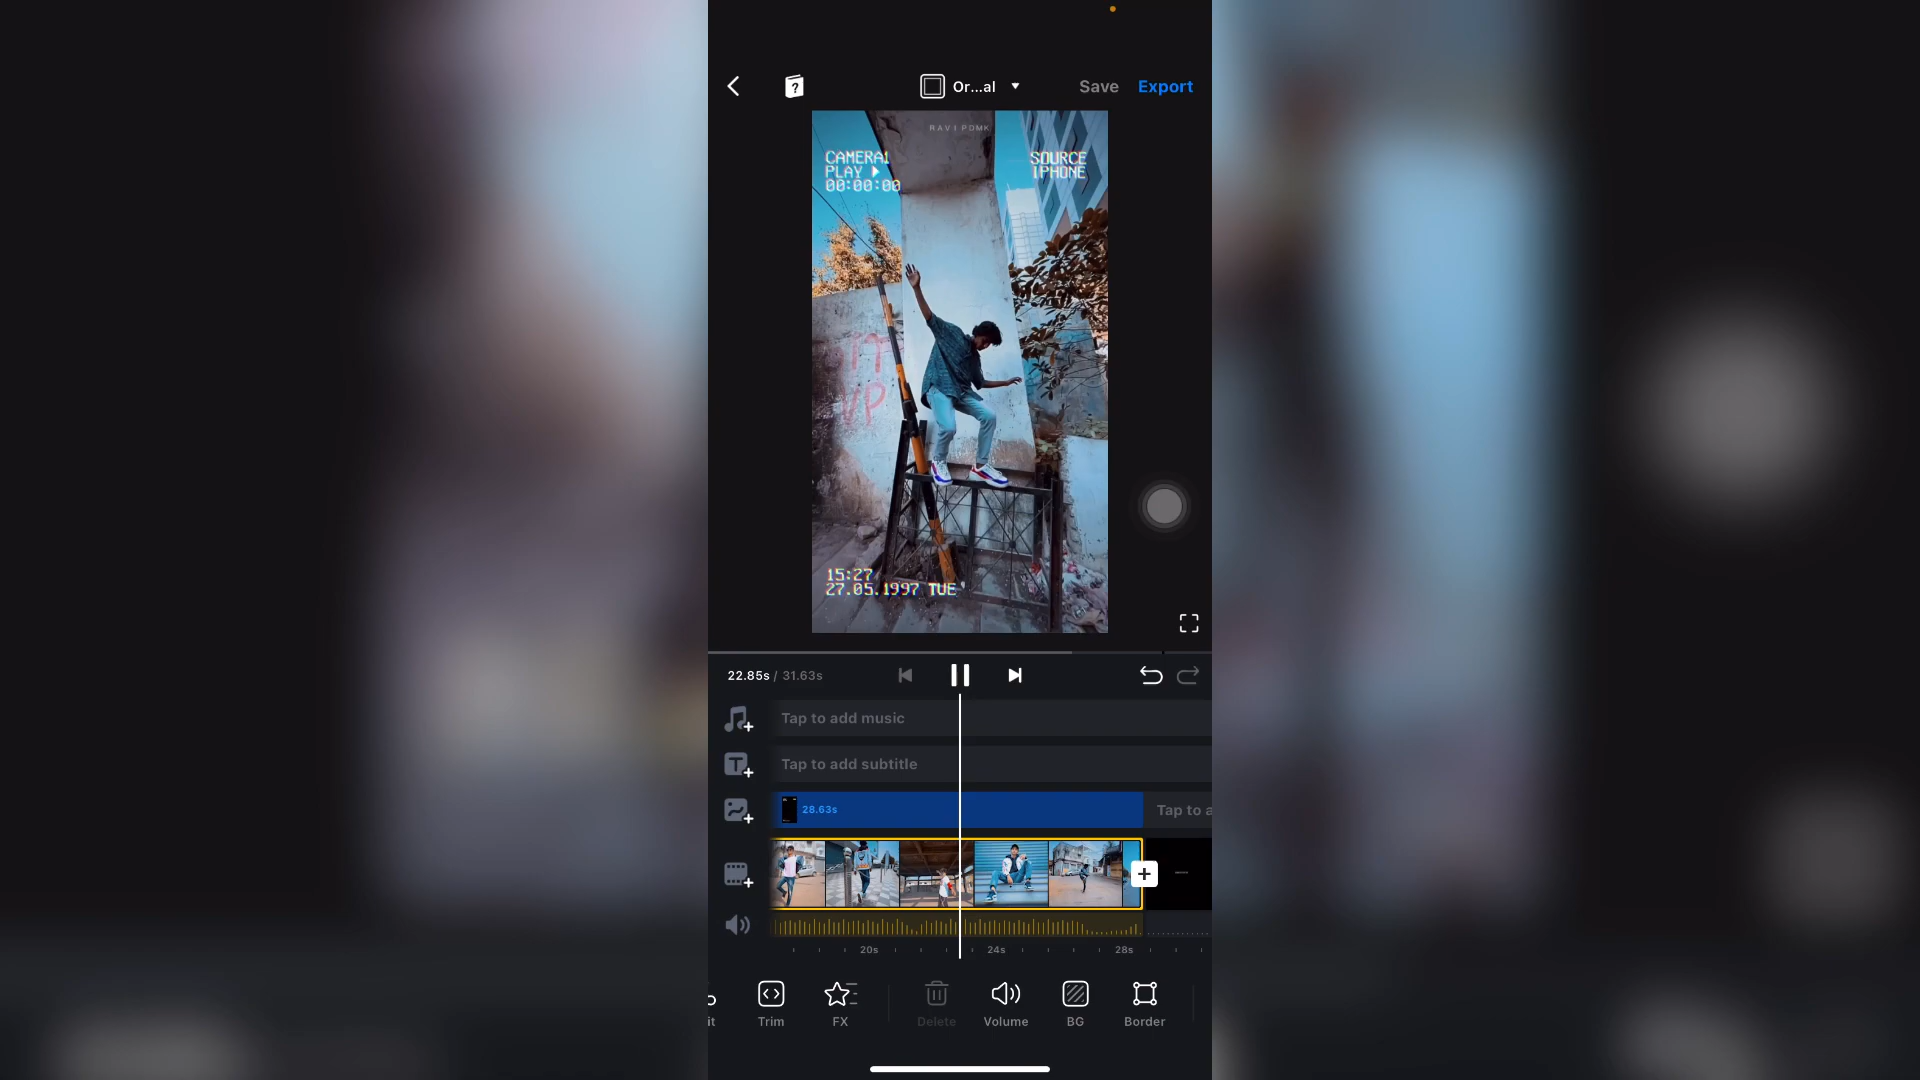 Or...al
Save
Export
RAVI PDMK
CAMERA1
PLAY
00:00:00
SOURCE
IPHONE
15:27
27.05.1997 TUE
22.85s / 31.63s
Tap to add music
Tap to add subtitle
28.63s
Tap to a
20s
24s
28s
it
Trim
FX
Delete
Volume
BG
Border